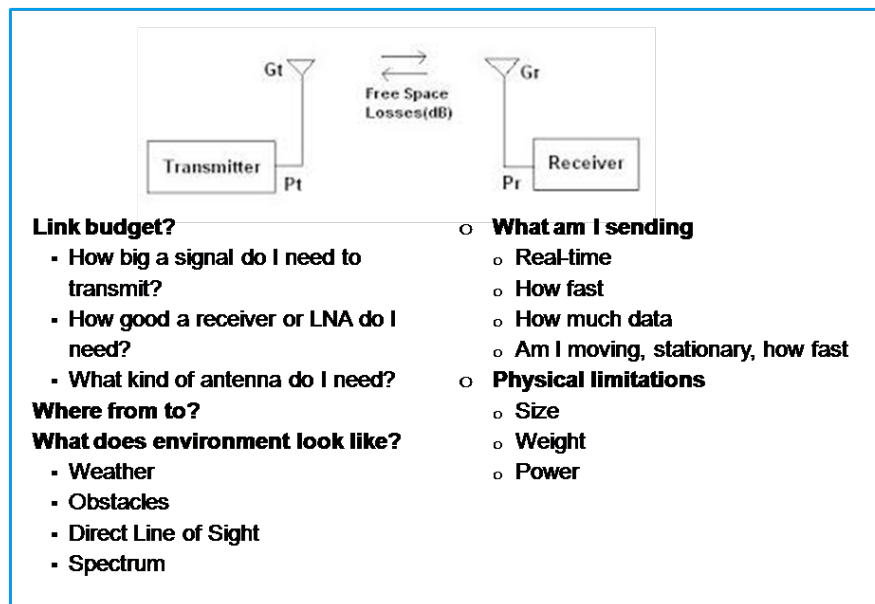 Gt
Gr
Free Space
Losses(dB)
Transmitter
Receiver
Pt
Pr
Link budget?
▪ How big a signal do I need to
transmit?
▪ How good a receiver or LNA do I
need?
▪ What kind of antenna do I need?
Where from to?
What does environment look like?
▪ Weather
▪ Obstacles
▪ Direct Line of Sight
▪ Spectrum
o What am I sending
o Real-time
o How fast
o How much data
o Am I moving, stationary, how fast
o Physical limitations
o Size
o Weight
o Power